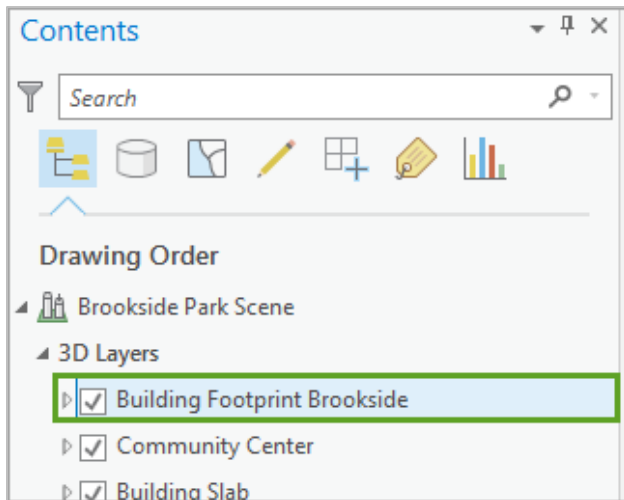 Contents
Search
Drawing Order
Brookside Park Scene
3D Layers
Building Footprint Brookside
Community Center
Building Slab